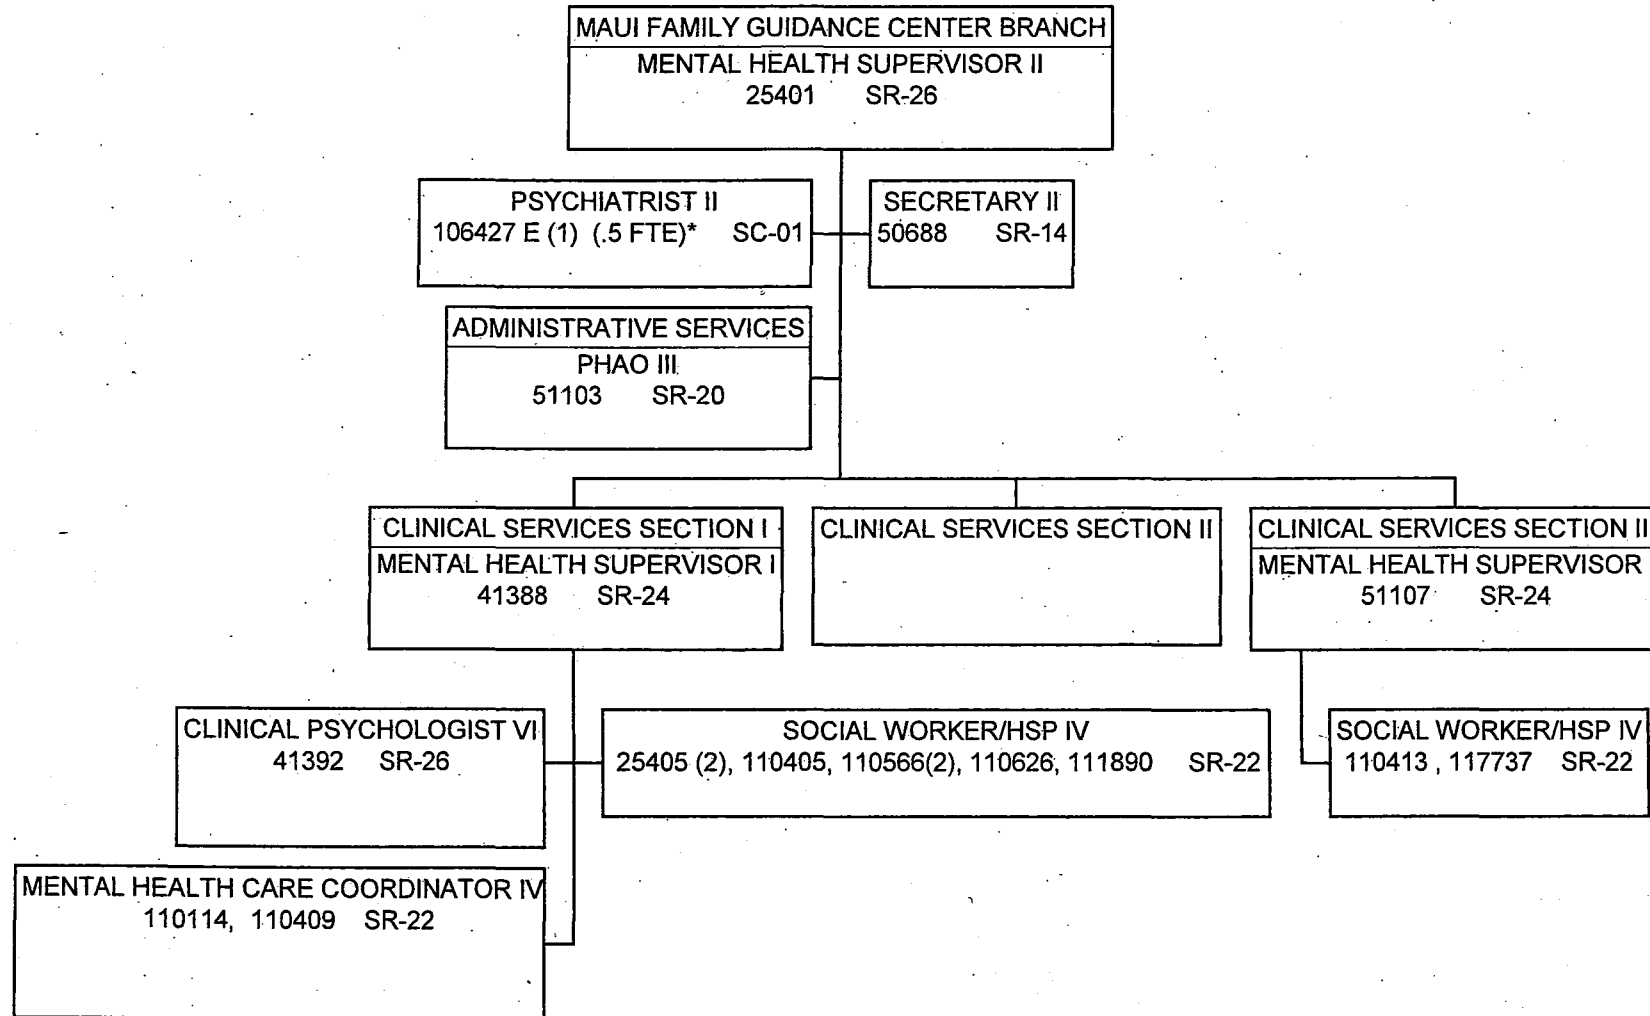 MAUI FAMILY GUIDANCE CENTER BRANCH
MENTAL HEALTH SUPERVISOR II
25401 SR-26
PSYCHIATRIST II
106427 E (1) (.5 FTE)* SC-01
SECRETARY II
50688 SR-14
ADMINISTRATIVE SERVICES
PHAO III
51103 SR-20
CLINICAL SERVICES SECTION I
MENTAL HEALTH SUPERVISOR I
41388 SR-24
CLINICAL SERVICES SECTION II
CLINICAL SERVICES SECTION II
MENTAL HEALTH SUPERVISOR
51107 SR-24
CLINICAL PSYCHOLOGIST VI
41392 SR-26
SOCIAL WORKER/HSP IV
25405 (2), 110405, 110566(2), 110626, 111890 SR-22
SOCIAL WORKER/HSP IV
110413 , 117737 SR-22
MENTAL HEALTH CARE COORDINATOR IV
110114, 110409 SR-22